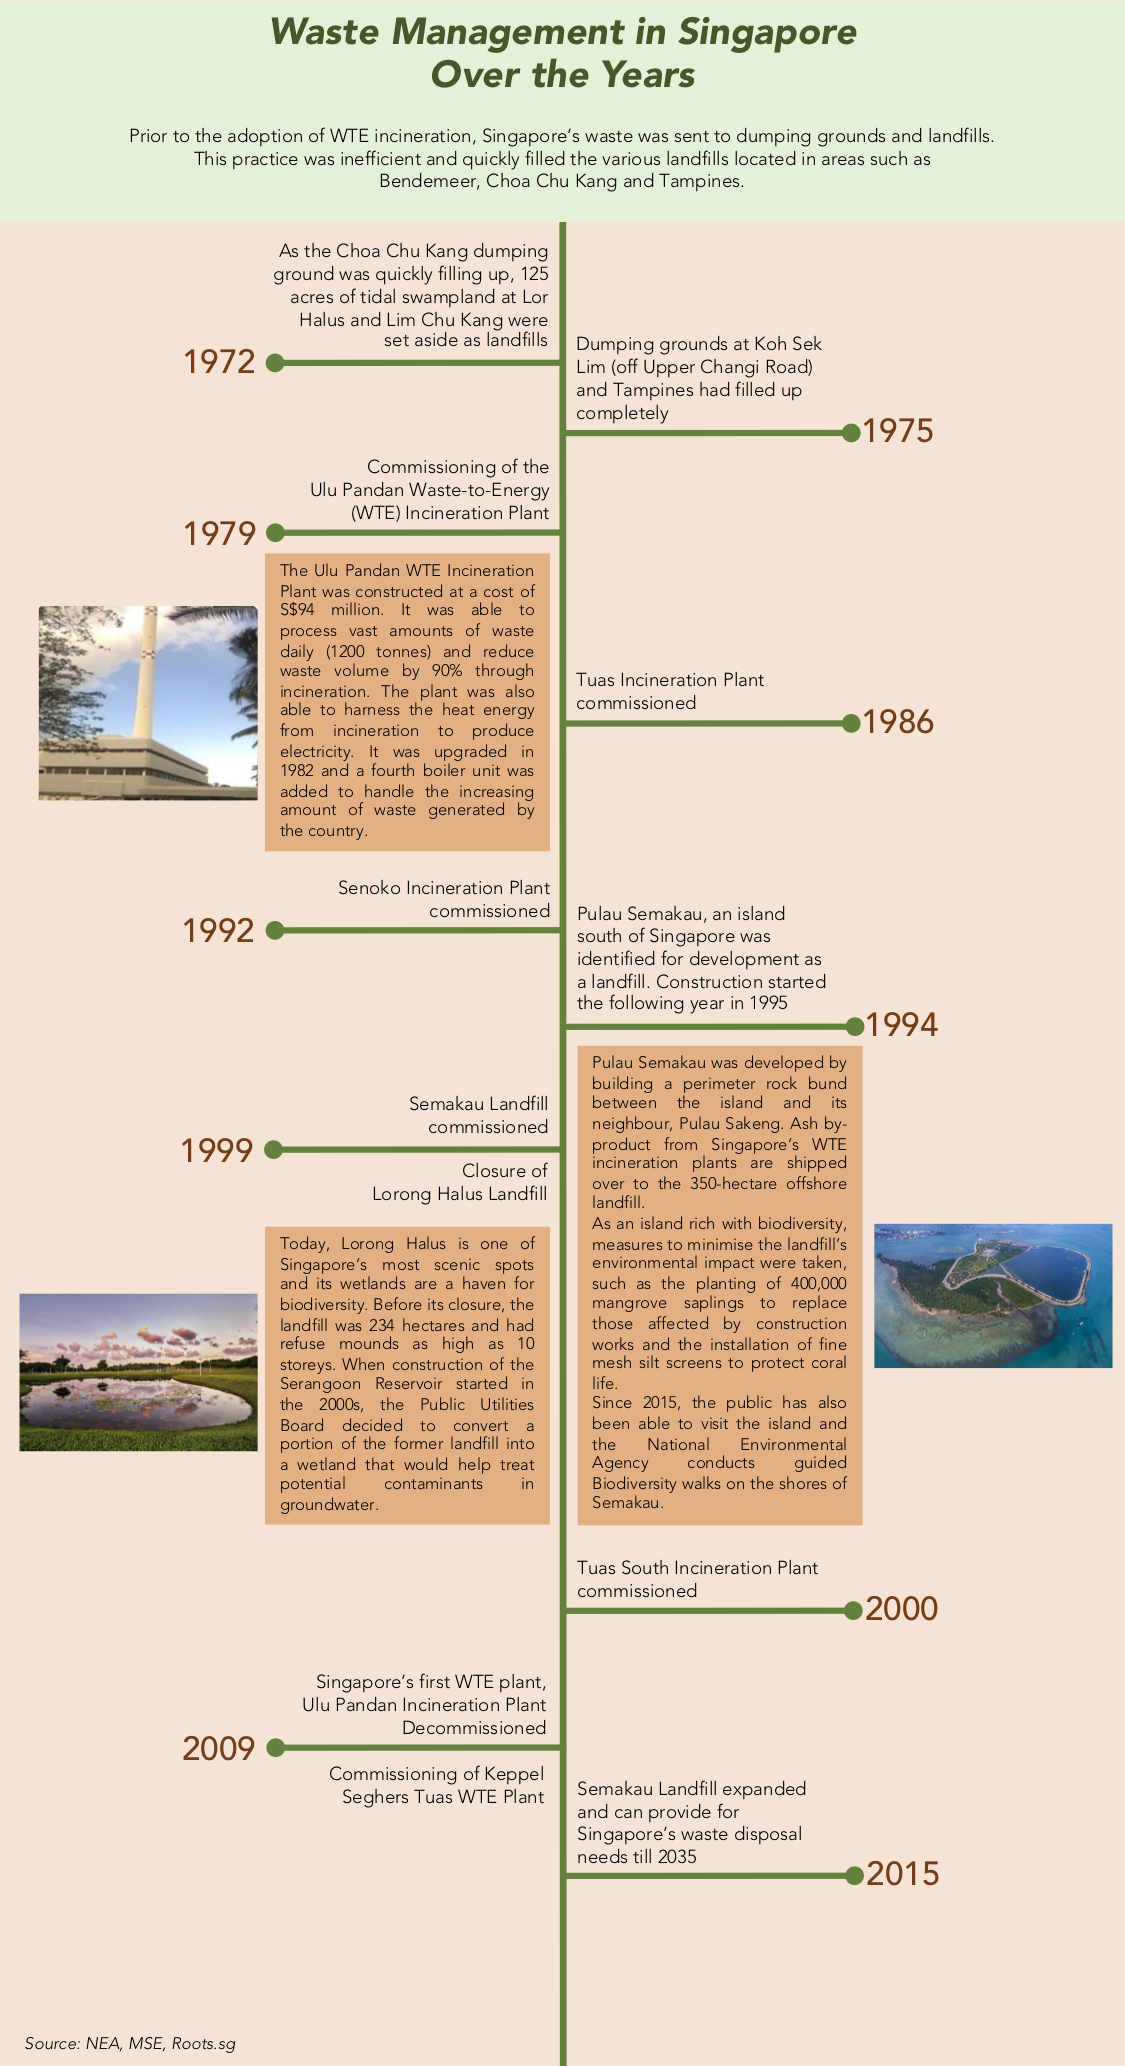 Waste Management in Singapore
Over the Years
Prior to the adoption of WTE incineration, Singapore's waste was sent to dumping grounds and landfills.
This practice was inefficient and quickly filled the various landfills located in areas such as
Bendemeer, Choa Chu Kang and Tampines.
As the Choa Chu Kang dumping
ground was quickly filling up, 125
acres of tidal swampland at Lor
Halus and Lim Chu Kang were
set aside as landfills
1972
Dumping grounds at Koh Sek
Lim (off Upper Changi Road)
and Tampines had filled up
completely
1975
Commissioning of the
Ulu Pandan Waste-to-Energy
(WTE) Incineration Plant
1979
The Ulu Pandan WTE Incineration
Plant was constructed at a cost of
S$94 million. It was able to
process vast amounts of waste
daily (1200 tonnes) and reduce
waste volume by 90% through
incineration. The plant was also
able to harness the heat energy
from incineration to produce
electricity. It was upgraded in
1982 and a fourth boiler unit was
added to handle the increasing
amount of waste generated by
the country.
Tuas Incineration Plant
commissioned
1986
Senoko Incineration Plant
commissioned
1992
Pulau Semakau, an island
south of Singapore was
identified for development as
a landfill. Construction started
the following year in 1995
1994
Pulau Semakau was developed by
building a perimeter rock bund
between the island and its
neighbour, Pulau Sakeng. Ash by-
product from Singapore's WTE
incineration plants are shipped
over to the 350-hectare offshore
landfill.
As an island rich with biodiversity,
measures to minimise the landfill's
environmental impact were taken,
such as the planting of 400,000
mangrove saplings to replace
those affected by construction
works and the installation of fine
mesh silt screens to protect coral
life.
Since 2015, the public has also
been able to visit the island and
the National Environmental
Agency conducts guided
Biodiversity walks on the shores of
Semakau.
Semakau Landfill
commissioned
1999
Closure of
Lorong Halus Landfill
Today, Lorong Halus is one of
Singapore's most scenic spots
and its wetlands are a haven for
biodiversity. Before its closure, the
landfill was 234 hectares and had
refuse mounds as high as 10
storeys. When construction of the
Serangoon Reservoir started in
the 2000s, the Public Utilities
Board decided to convert a
portion of the former landfill into
a wetland that would help treat
potential contaminants in
groundwater.
Tuas South Incineration Plant
commissioned
2000
Singapore's first WTE plant,
Ulu Pandan Incineration Plant
Decommissioned
2009
Commissioning of Keppel
Seghers Tuas WTE Plant
Semakau Landfill expanded
and can provide for
Singapore's waste disposal
needs till 2035
2015
Source: NEA, MSE, Roots.sg